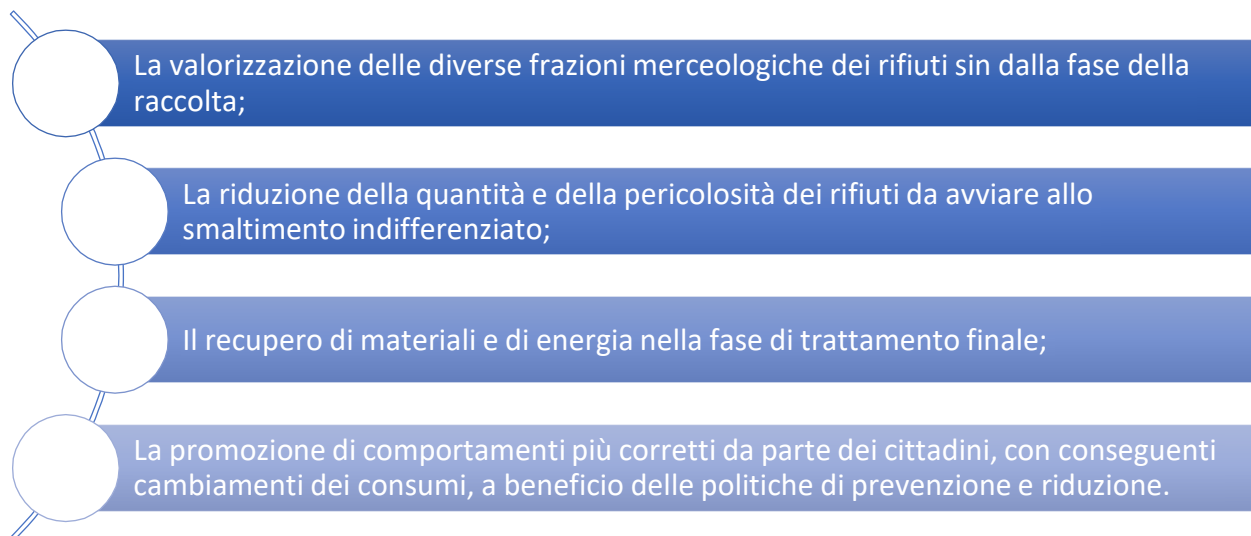 La valorizzazione delle diverse frazioni merceologiche dei rifiuti sin dalla fase della
raccolta;
La riduzione della quantità e della pericolosità dei rifiuti da avviare allo
smaltimento indifferenziato;
Il recupero di materiali e di energia nella fase di trattamento finale;
La promozione di comportamenti più corretti da parte dei cittadini, con conseguenti
cambiamenti dei consumi, a beneficio delle politiche di prevenzione e riduzione.